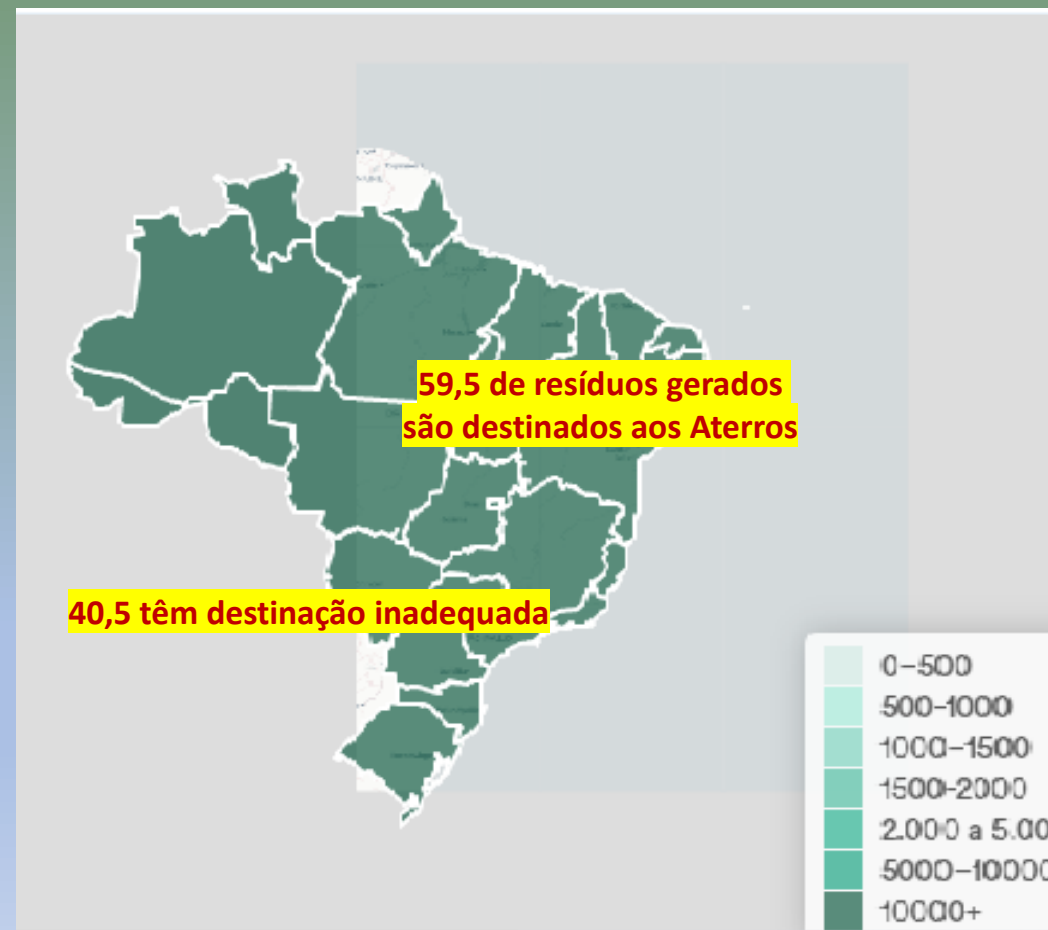 59,5 de resíduos gerados
são destinados aos Aterros
40,5 têm destinação inadequada
0-500
500-1000
1000-1500
1500-2000
2.000 a 5.00
5000-10000
10000+